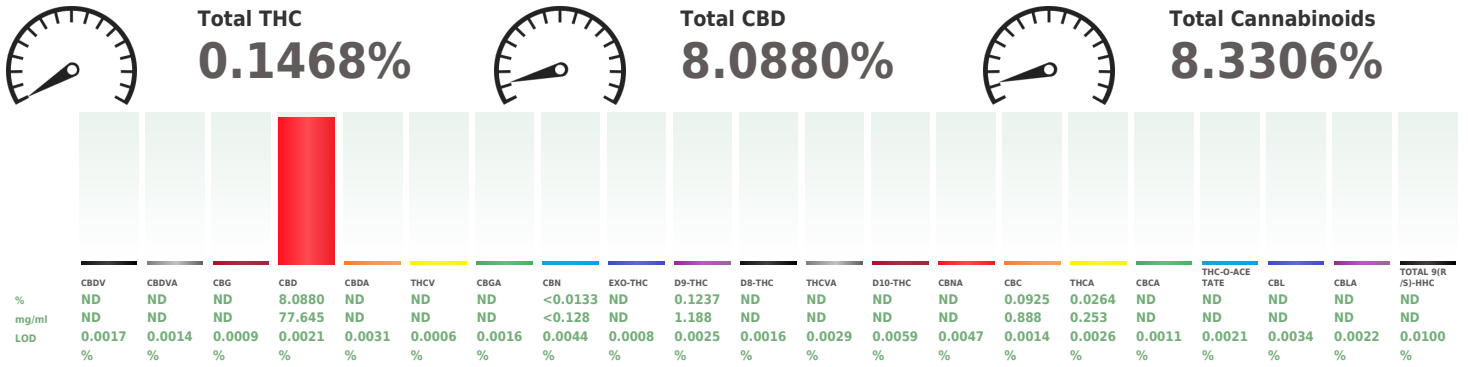 Total THC
0.1468%
Total CBD
8.0880%
Total Cannabinoids
8.3306%
THC-O-ACE TOTAL 9(R
CBDV CBDVA CBG CBD CBDA THCV CBGA CBN EXO-THC D9-THC D8-THC THCVA D10-THC CBNA CBC THCA CBCA TATE CBL CBLA /S)-HHC
% ND ND ND 8.0880 ND ND ND <0.0133 ND 0.1237 ND ND ND ND 0.0925 0.0264 ND ND ND ND ND
mg/ml ND ND ND 77.645 ND ND ND <0.128 ND 1.188 ND ND ND ND 0.888 0.253 ND ND ND ND ND
LOD 0.0017 0.0014 0.0009 0.0021 0.0031 0.0006 0.0016 0.0044 0.0008 0.0025 0.0016 0.0029 0.0059 0.0047 0.0014 0.0026 0.0011 0.0021 0.0034 0.0022 0.0100
% % % % % % % % % % % % % % % % % % % % %